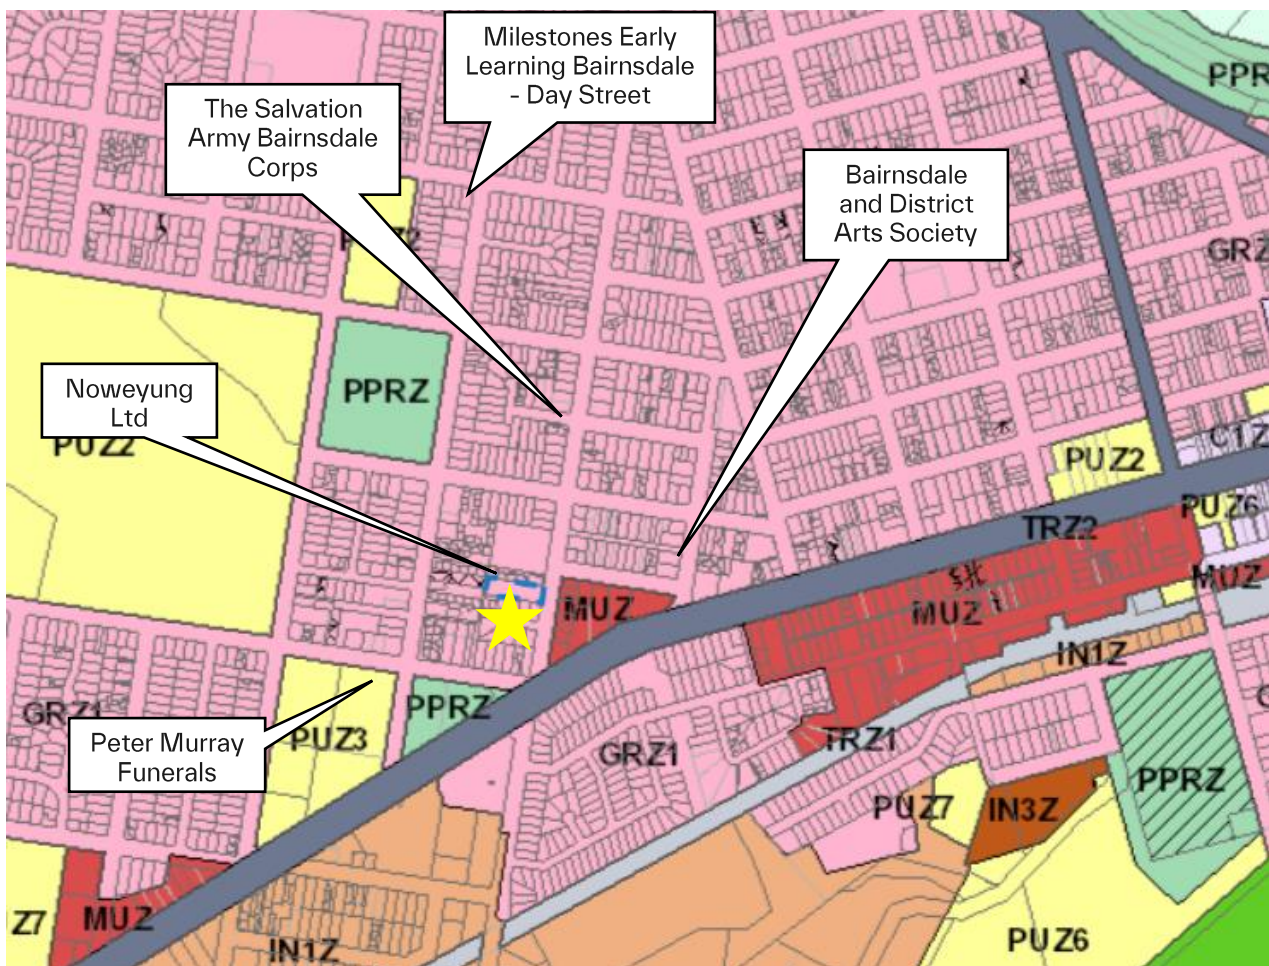 Milestones Early
Learning Bairnsdale
- Day Street
PPR
The Salvation
Army Bairnsdale
Corps
Bairnsdale
and District
Arts Society
GRZ
Noweyung
Ltd
PPRZ
PUZ2
C1Z
PUZ2
PUZ6
TRZ2
MUZ
MUZ
MUZ
IN1Z
GRZ1
PPRZ
Peter Murray
Funerals
PUZ3
GRZ1
TRZ1
PPRZ
PUZ7
IN3Z
Z7
MUZ
IN1Z
PUZ6